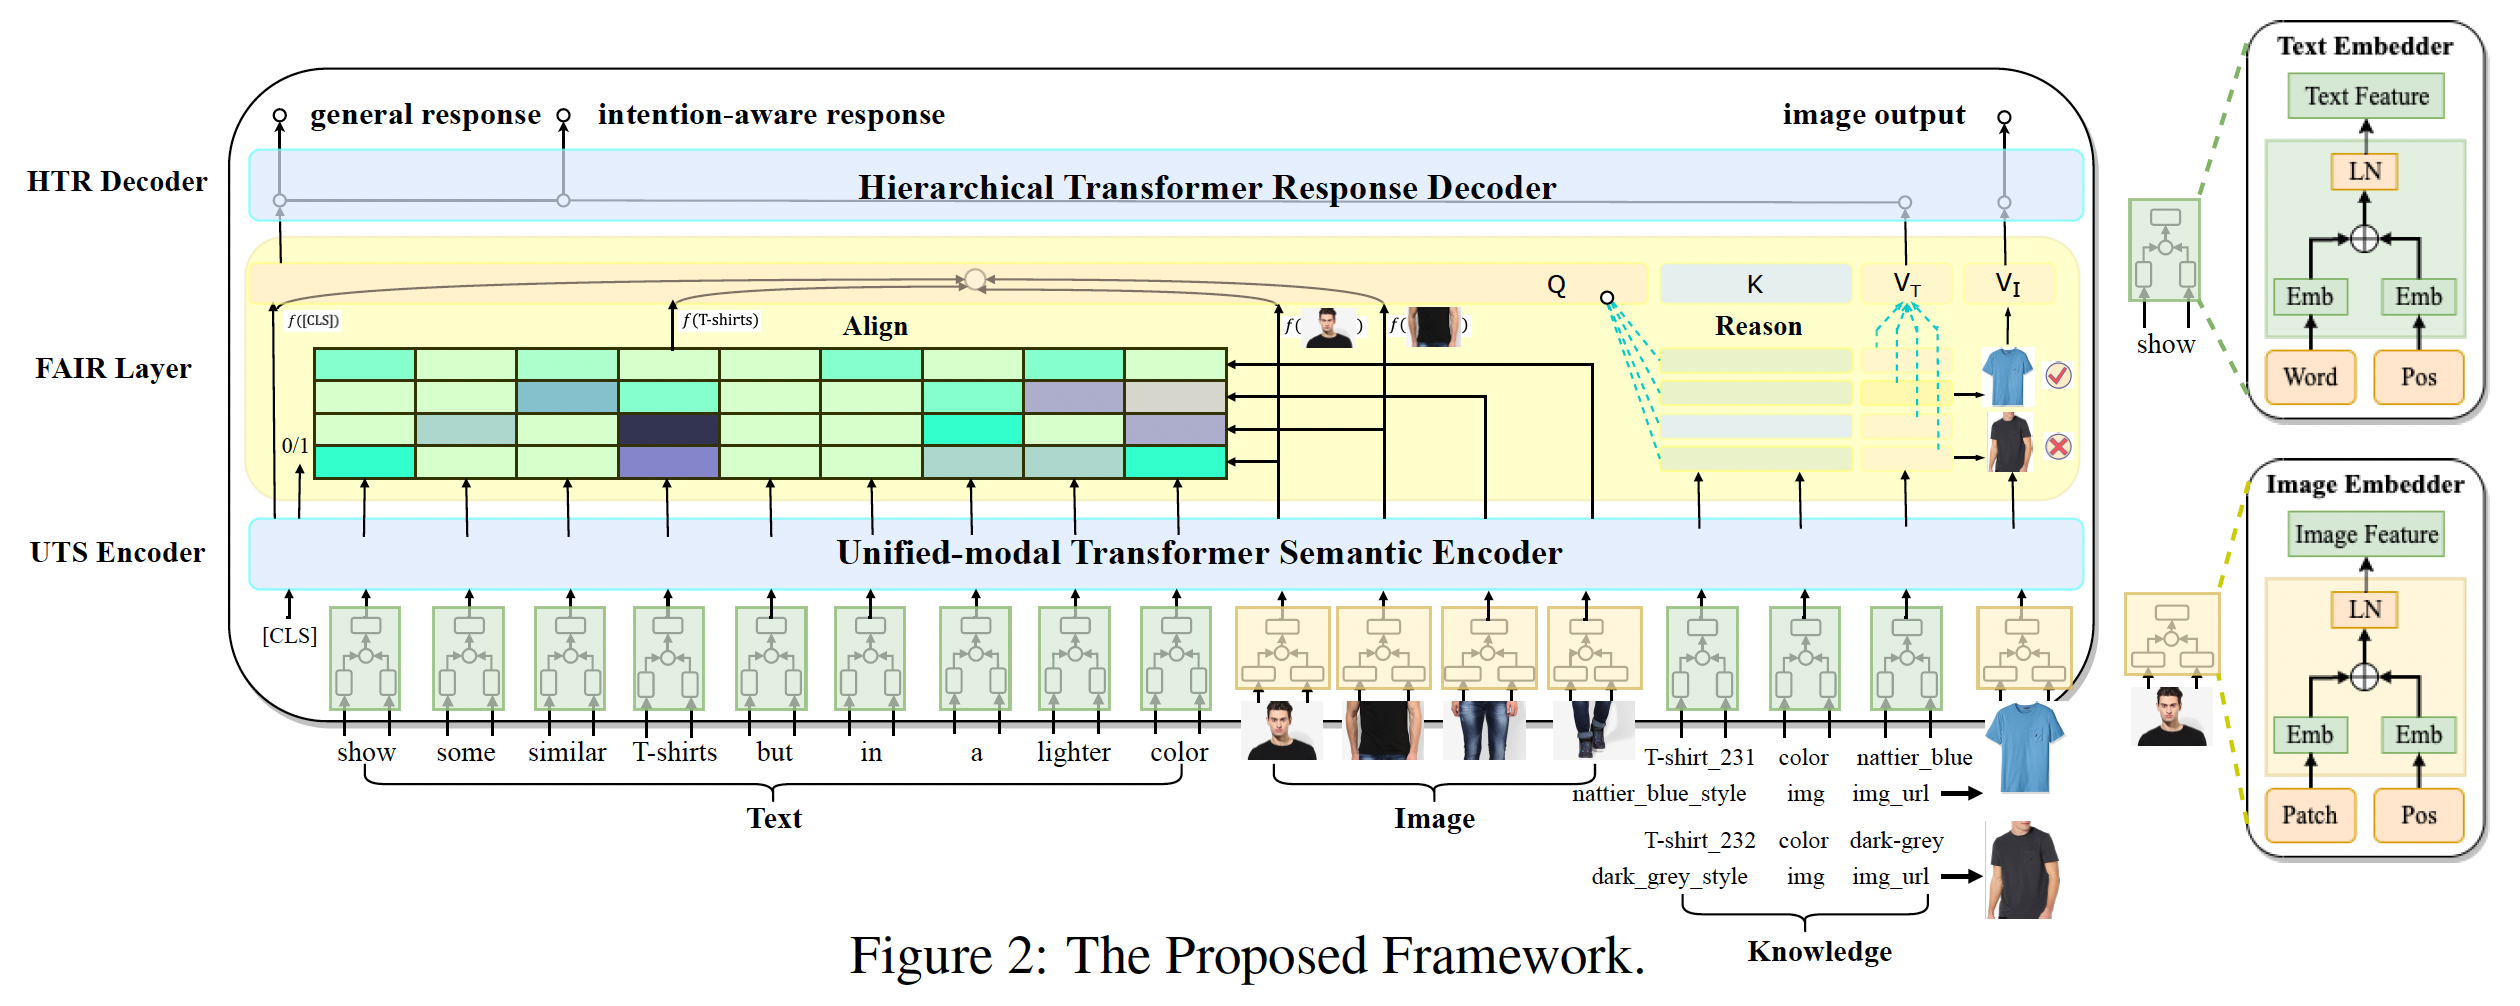 general response
intention-aware response
image output
HTR Decoder
Hierarchical Transformer Response Decoder
Q
K
V_T
V_I
f([CLS])
f(T-shirts)
Align
f( )
f( )
Reason
FAIR Layer
0/1
UTS Encoder
Unified-modal Transformer Semantic Encoder
[CLS]
show some similar T-shirts but in a lighter color
Text
Image
T-shirt_231 color nattier_blue
nattier_blue_style img img_url
T-shirt_232 color dark-grey
dark_grey_style img img_url
Knowledge
show
Text Embedder
Text Feature
LN
Emb Emb
Word Pos
Image Embedder
Image Feature
LN
Emb Emb
Patch Pos
Figure 2: The Proposed Framework.